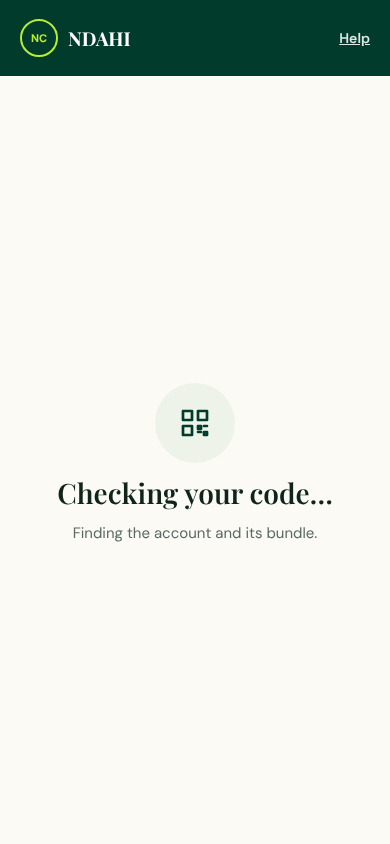 NC
NDAHI
Help
Checking your code...
Finding the account and its bundle.